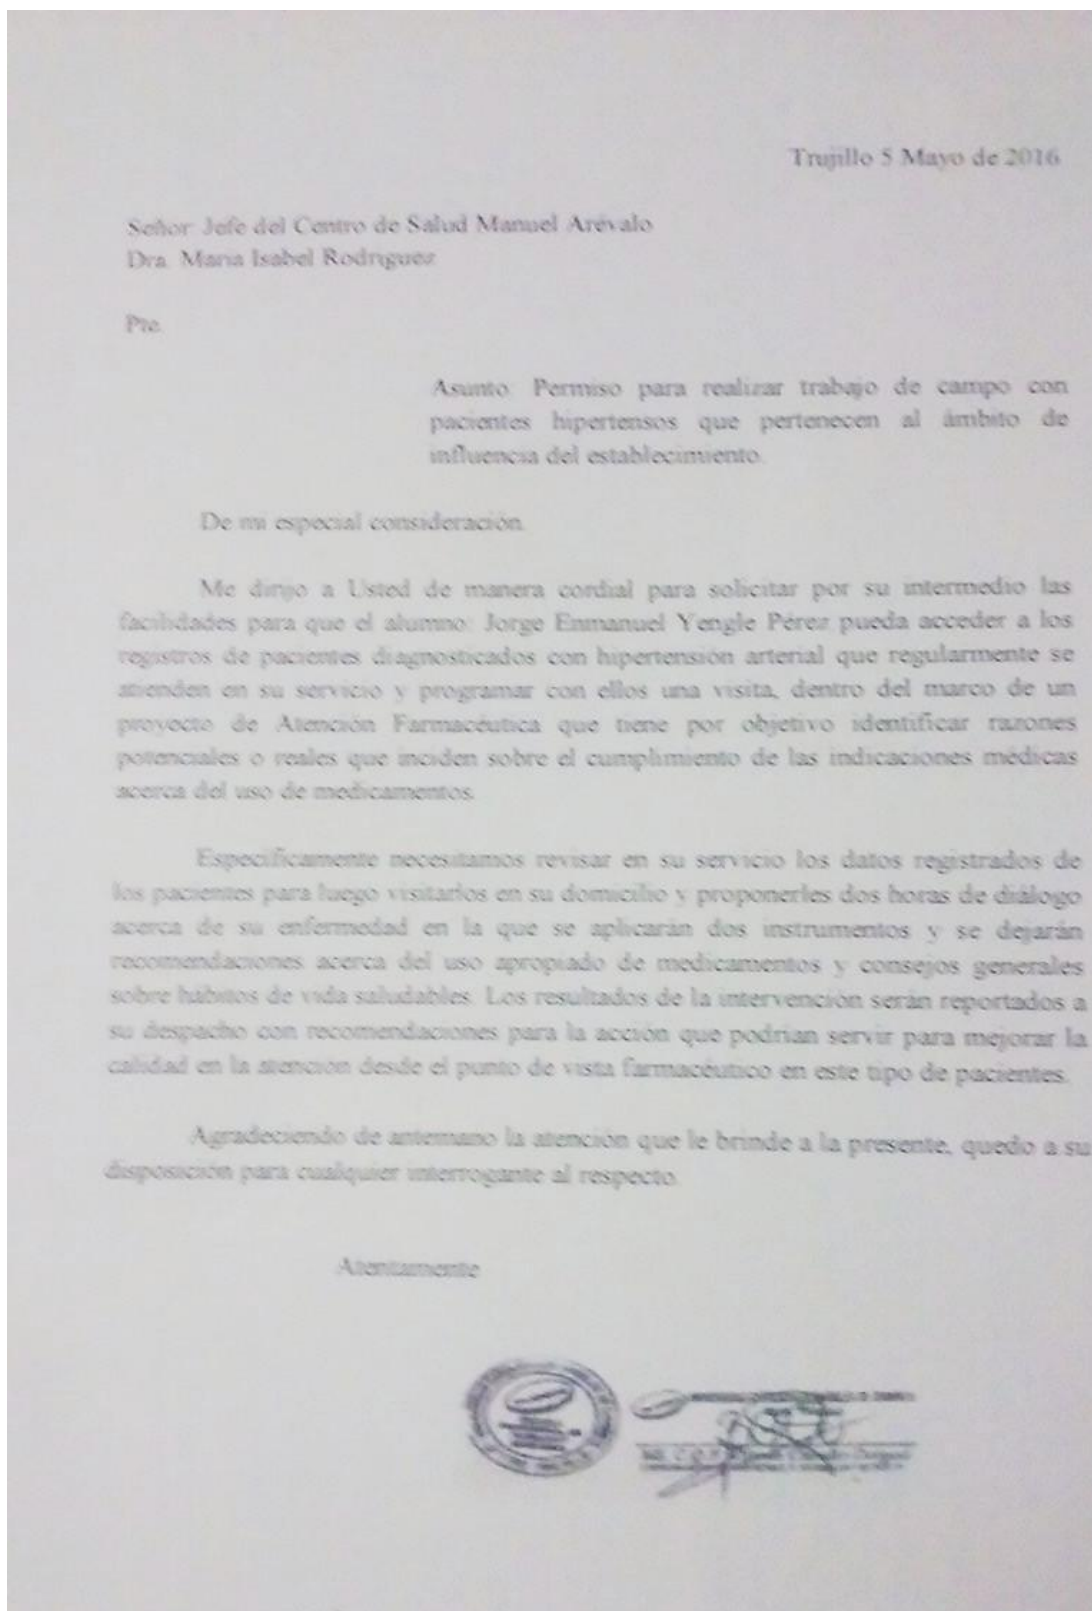 Trujillo 5 Mayo de 2016
Señor Jefe del Centro de Salud Manuel Arévalo
Dra. Maria Isabel Rodriguez
Pte.
Asunto: Permiso para realizar trabajo de campo con
pacientes hipertensos que pertenecen al ámbito de
influencia del establecimiento.
De mi especial consideración.
Me dirijo a Usted de manera cordial para solicitar por su intermedio las
facilidades para que el alumno: Jorge Enmanuel Yengle Pérez pueda acceder a los
registros de pacientes diagnosticados con hipertensión arterial que regularmente se
atienden en su servicio y programar con ellos una visita, dentro del marco de un
proyecto de Atención Farmacéutica que tiene por objetivo identificar razones
potenciales o reales que inciden sobre el cumplimiento de las indicaciones médicas
acerca del uso de medicamentos.
Específicamente necesitamos revisar en su servicio los datos registrados de
los pacientes para luego visitarlos en su domicilio y proponerles dos horas de diálogo
acerca de su enfermedad en la que se aplicarán dos instrumentos y se dejarán
recomendaciones acerca del uso apropiado de medicamentos y consejos generales
sobre hábitos de vida saludables. Los resultados de la intervención serán reportados a
su despacho con recomendaciones para la acción que podrían servir para mejorar la
calidad en la atención desde el punto de vista farmacéutico en este tipo de pacientes.
Agradeciendo de antemano la atención que le brinde a la presente, quedo a su
disposición para cualquier interrogante al respecto.
Atentamente